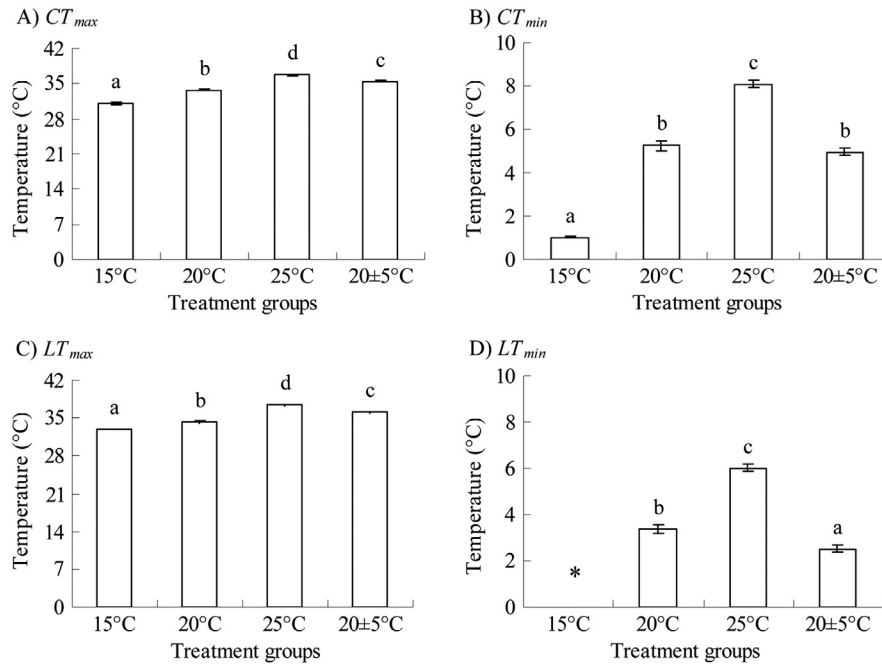 A) CTmax
Temperature (°C)
42
35
28
21
14
7
0
a
b
d
c
15°C 20°C 25°C 20±5°C
Treatment groups
B) CTmin
Temperature (°C)
10
8
6
4
2
0
a
b
c
b
15°C 20°C 25°C 20±5°C
Treatment groups
C) LTmax
Temperature (°C)
42
35
28
21
14
7
0
a
b
d
c
15°C 20°C 25°C 20±5°C
Treatment groups
D) LTmin
Temperature (°C)
10
8
6
4
2
0
*
b
c
a
15°C 20°C 25°C 20±5°C
Treatment groups